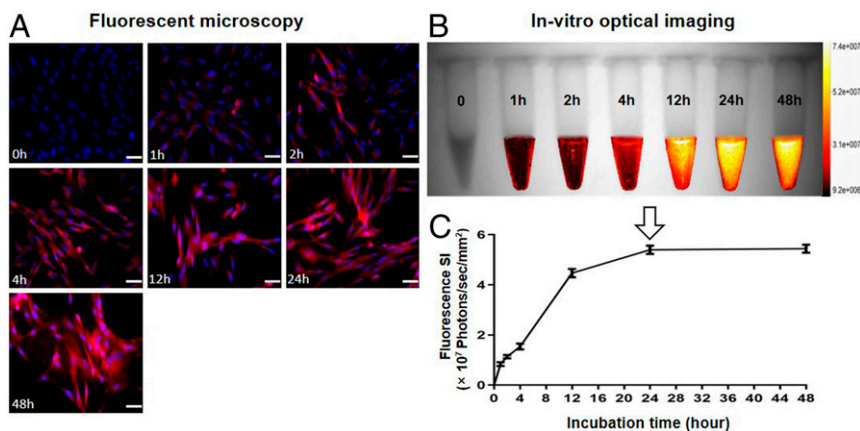 A
Fluorescent microscopy
0h
1h
2h
4h
12h
24h
48h
B
In-vitro optical imaging
0 1h 2h 4h 12h 24h 48h
7.4e+007
5.2e+007
3.1e+007
9.2e+006
C
Fluorescence SI
(× 10⁷ Photons/sec/mm²)
6
4
2
0
0 4 8 12 16 20 24 28 32 36 40 44 48
Incubation time (hour)